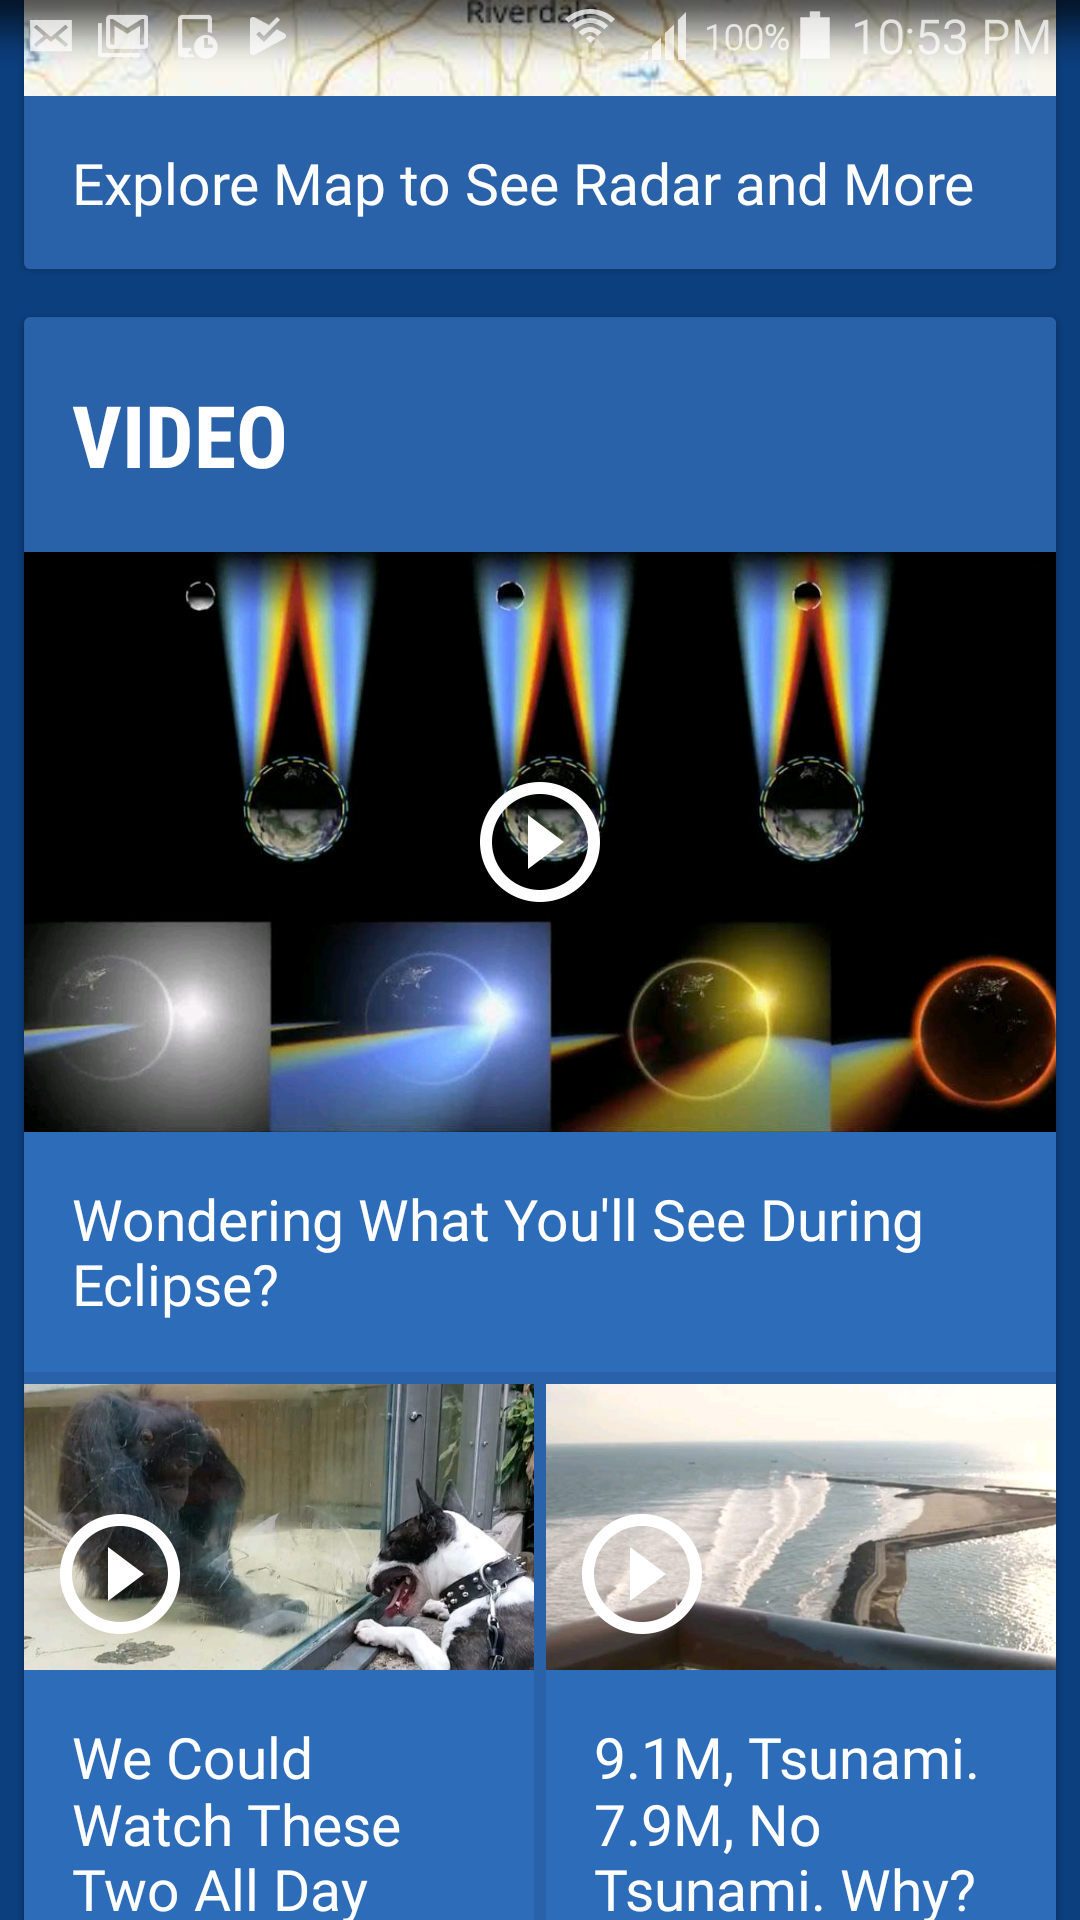 Riverdale
100% 10:53 PM
Explore Map to See Radar and More
VIDEO
Wondering What You'll See During
Eclipse?
We Could
Watch These
Two All Day
9.1M, Tsunami.
7.9M, No
Tsunami. Why?